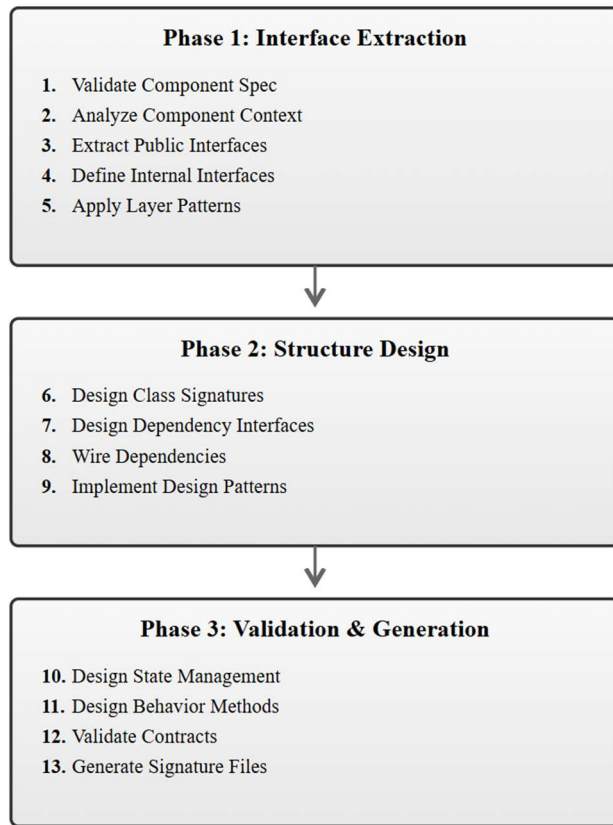 Phase 1: Interface Extraction
1. Validate Component Spec
2. Analyze Component Context
3. Extract Public Interfaces
4. Define Internal Interfaces
5. Apply Layer Patterns
Phase 2: Structure Design
6. Design Class Signatures
7. Design Dependency Interfaces
8. Wire Dependencies
9. Implement Design Patterns
Phase 3: Validation & Generation
10. Design State Management
11. Design Behavior Methods
12. Validate Contracts
13. Generate Signature Files